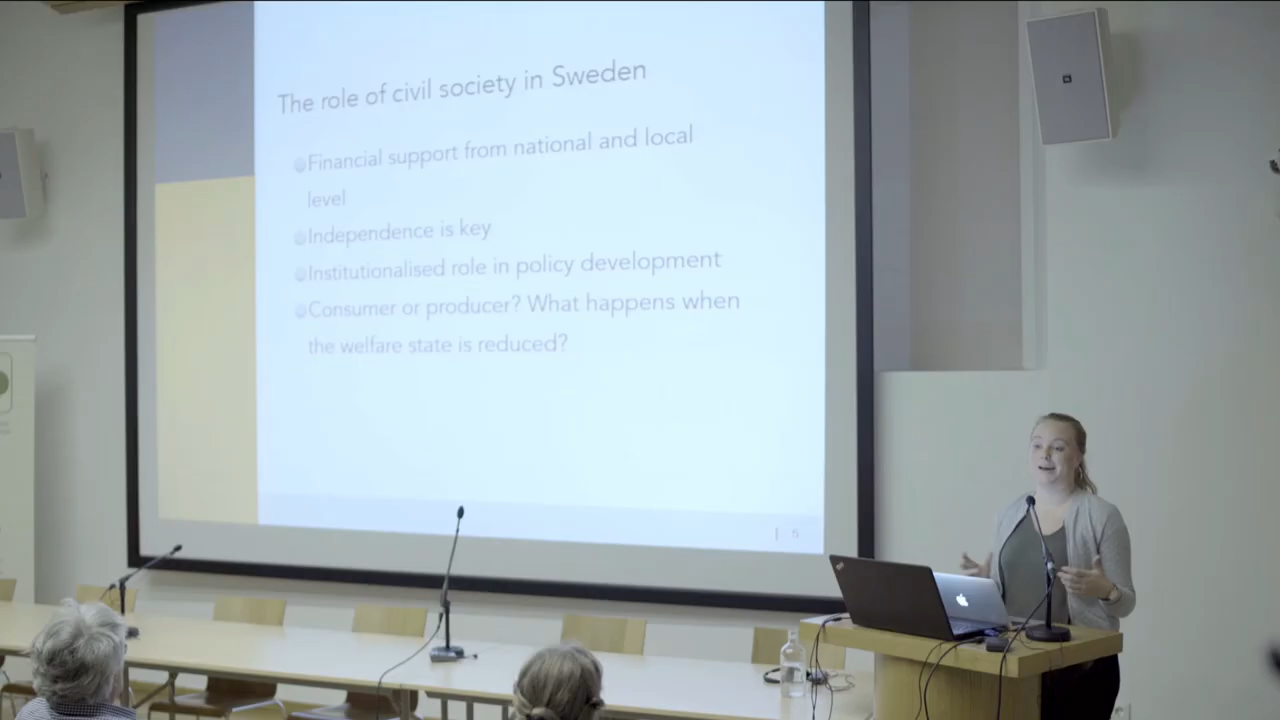 The role of civil society in Sweden
Financial support from national and local
level
Independence is key
Institutionalised role in policy development
Consumer or producer? What happens when
the welfare state is reduced?
| 5